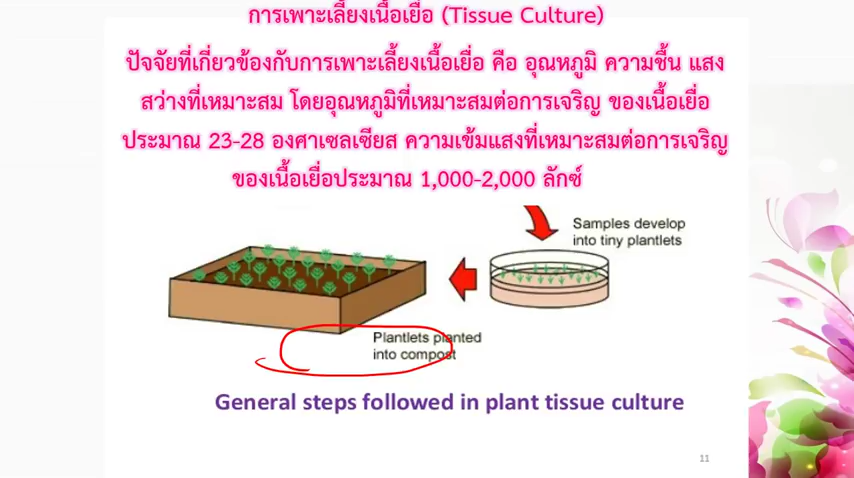 การเพาะเลี้ยงเนื้อเยื่อ (Tissue Culture)
ปัจจัยที่เกี่ยวข้องกับการเพาะเลี้ยงเนื้อเยื่อ คือ อุณหภูมิ ความชื้น แสง
สว่างที่เหมาะสม โดยอุณหภูมิที่เหมาะสมต่อการเจริญ ของเนื้อเยื่อ
ประมาณ 23-28 องศาเซลเซียส ความเข้มแสงที่เหมาะสมต่อการเจริญ
ของเนื้อเยื่อประมาณ 1,000-2,000 ลักซ์
Samples develop
into tiny plantlets
Plantlets planted
into compost
General steps followed in plant tissue culture
11